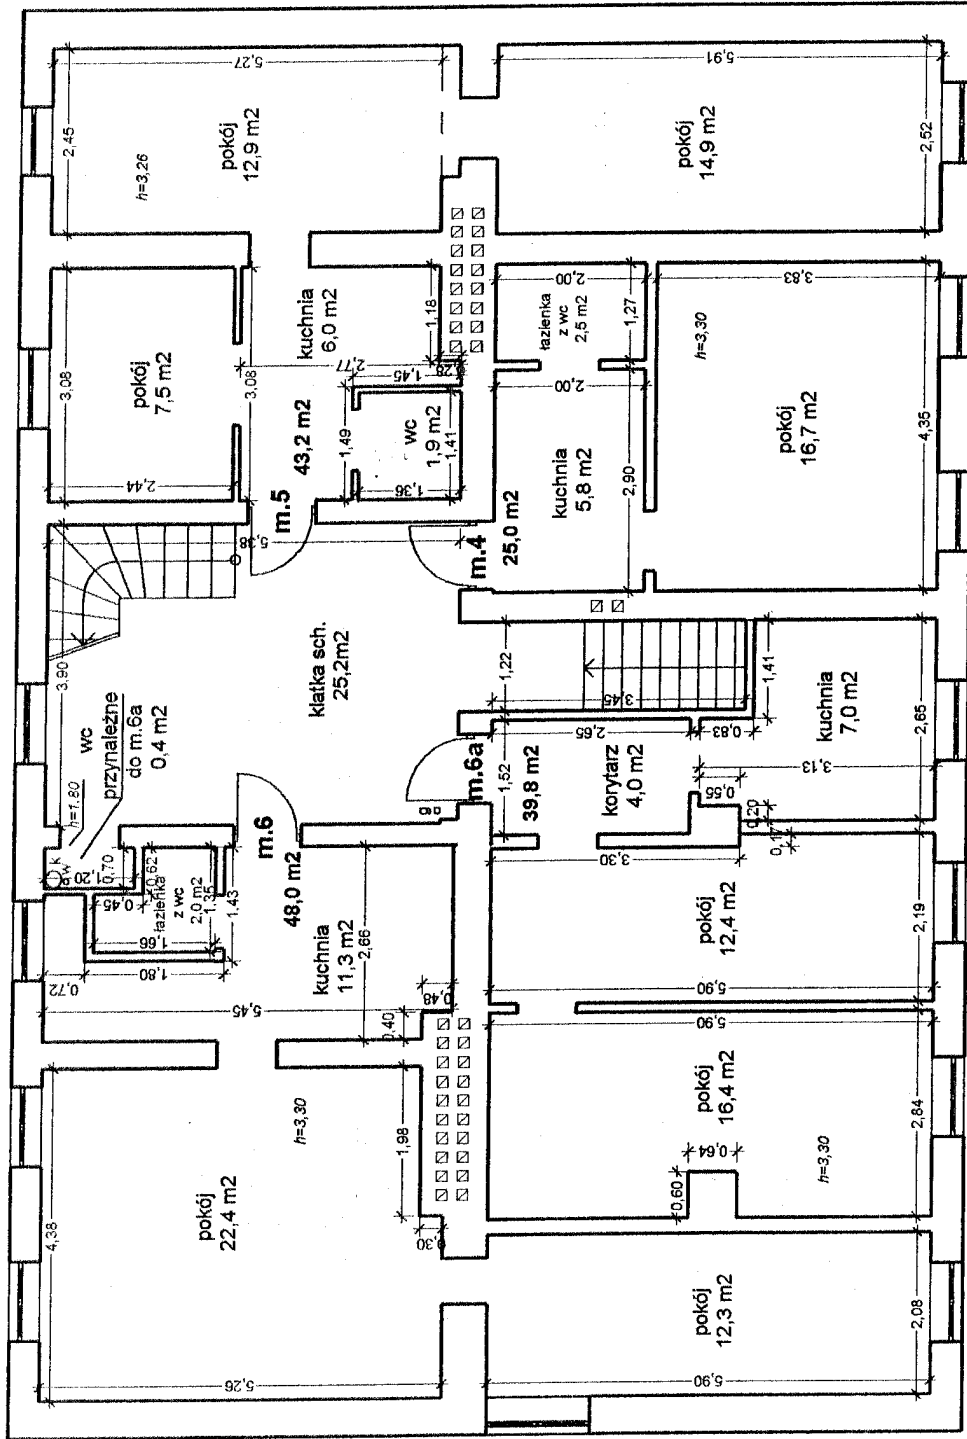 2,45
5,27
h=3,26
pokój
12,9 m2
5,91
pokój
14,9 m2
2,52
3,08
pokój
7,5 m2
2,44
kuchnia
6,0 m2
1,18
2,77
0,28
1,45
3,08
43,2 m2
1,49
wc
1,9 m2
1,41
1,36
m.5
5,38
2,00
łazienka
z wc
2,5 m2
1,27
3,83
h=3,30
2,00
kuchnia
5,8 m2
2,90
pokój
16,7 m2
4,35
25,0 m2
m.4
3,90
klatka sch.
25,2m2
wc
przynależne
do m.6a
0,4 m2
h=1.80
1,22
3,45
1,41
kuchnia
7,0 m2
2,65
0,83
3,13
2,65
0,55
0,20
0,17
m.6a
39,8 m2
1,52
korytarz
4,0 m2
3,30
m.6
48,0 m2
k
w
1,20
0,70
0,62
0,45
łazienka
z wc
2,0 m2
1.35
1,43
1,66
1,80
0,72
kuchnia
11,3 m2
2,66
5,45
0,48
0,40
pokój
12,4 m2
2,19
5,90
5,90
pokój
16,4 m2
2,84
0,64
0,60
h=3,30
h=3,30
1,98
pokój
22,4 m2
4,38
0,30
5,26
pokój
12,3 m2
2,08
5,90